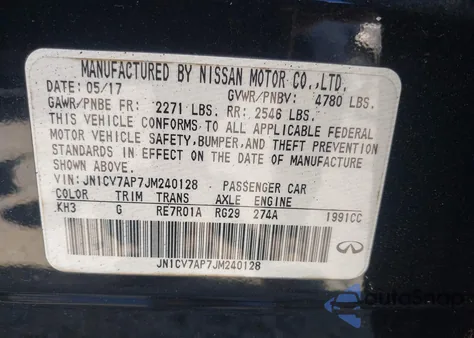 MANUFACTURED BY NISSAN MOTOR CO.,LTD.
DATE: 05/17 GVWR/PNBV: 4780 LBS.
GAWR/PNBE FR: 2271 LBS. RR: 2546 LBS.
THIS VEHICLE CONFORMS TO ALL APPLICABLE FEDERAL
MOTOR VEHICLE SAFETY, BUMPER, AND THEFT PREVENTION
STANDARDS IN EFFECT ON THE DATE OF MANUFACTURE
SHOWN ABOVE.
VIN: JN1CV7AP7JM240128 PASSENGER CAR
COLOR TRIM TRANS AXLE ENGINE
KH3 G RE7R01A RG29 274A 1991CC
JN1CV7AP7JM240128
autoSnap